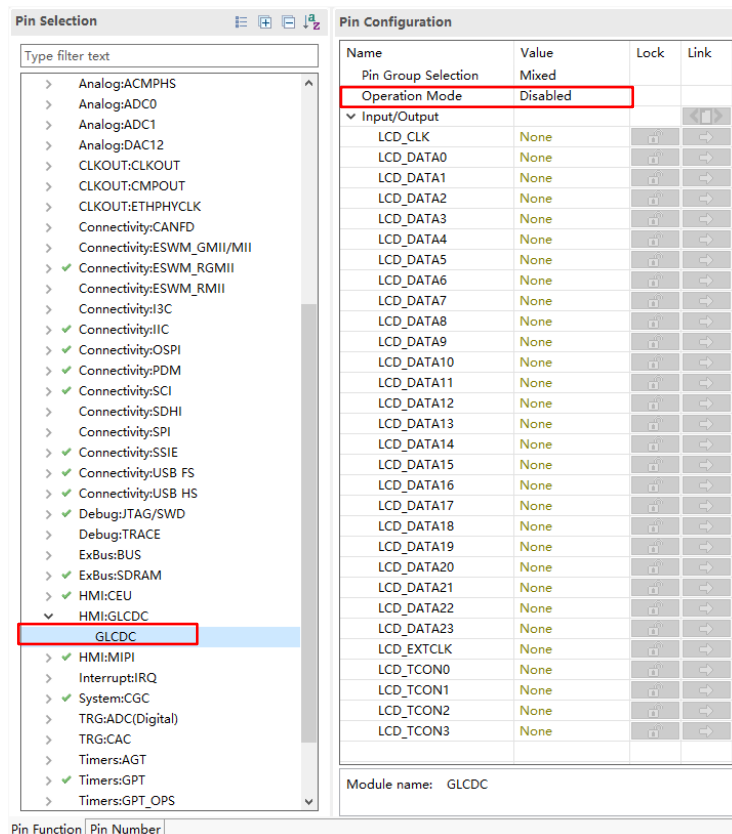 Pin Selection
Type filter text
Analog:ACMPHS
Analog:ADC0
Analog:ADC1
Analog:DAC12
CLKOUT:CLKOUT
CLKOUT:CMPOUT
CLKOUT:ETHPHYCLK
Connectivity:CANFD
Connectivity:ESWM_GMII/MII
Connectivity:ESWM_RGMII
Connectivity:ESWM_RMII
Connectivity:I3C
Connectivity:IIC
Connectivity:OSPI
Connectivity:PDM
Connectivity:SCI
Connectivity:SDHI
Connectivity:SPI
Connectivity:SSIE
Connectivity:USB FS
Connectivity:USB HS
Debug:JTAG/SWD
Debug:TRACE
ExBus:BUS
ExBus:SDRAM
HMI:CEU
HMI:GLCDC
GLCDC
HMI:MIPI
Interrupt:IRQ
System:CGC
TRG:ADC(Digital)
TRG:CAC
Timers:AGT
Timers:GPT
Timers:GPT_OPS
Pin Function Pin Number
Pin Configuration
Name Value Lock Link
Pin Group Selection Mixed
Operation Mode Disabled
Input/Output
LCD_CLK None
LCD_DATA0 None
LCD_DATA1 None
LCD_DATA2 None
LCD_DATA3 None
LCD_DATA4 None
LCD_DATA5 None
LCD_DATA6 None
LCD_DATA7 None
LCD_DATA8 None
LCD_DATA9 None
LCD_DATA10 None
LCD_DATA11 None
LCD_DATA12 None
LCD_DATA13 None
LCD_DATA14 None
LCD_DATA15 None
LCD_DATA16 None
LCD_DATA17 None
LCD_DATA18 None
LCD_DATA19 None
LCD_DATA20 None
LCD_DATA21 None
LCD_DATA22 None
LCD_DATA23 None
LCD_EXTCLK None
LCD_TCON0 None
LCD_TCON1 None
LCD_TCON2 None
LCD_TCON3 None
Module name: GLCDC